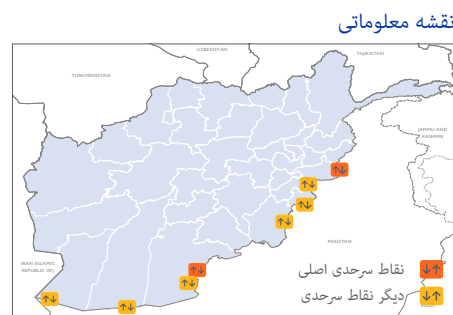 نقشه معلوماتی
UZBEKISTAN
TAJIKISTAN
TURKMENISTAN
JAMMU AND
KASHMIR
PAKISTAN
IRAN (ISLAMIC
REPUBLIC OF)
نقاط سرحدی اصلی
دیگر نقاط سرحدی